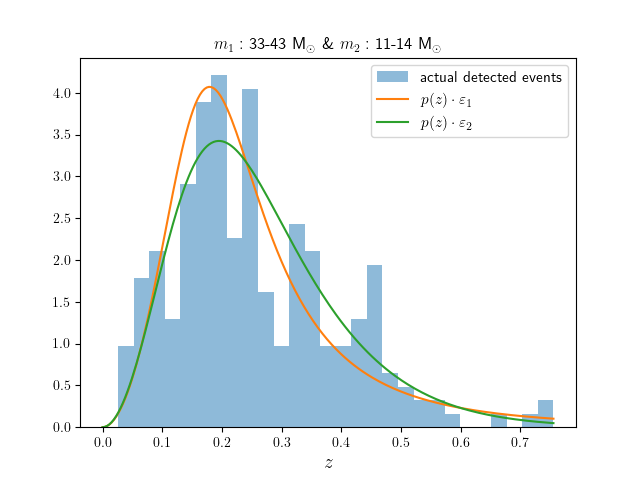 m₁ : 33-43 M⊙ & m₂ : 11-14 M⊙
actual detected events
p(z) · ε₁
p(z) · ε₂
4.0
3.5
3.0
2.5
2.0
1.5
1.0
0.5
0.0
0.0 0.1 0.2 0.3 0.4 0.5 0.6 0.7
z